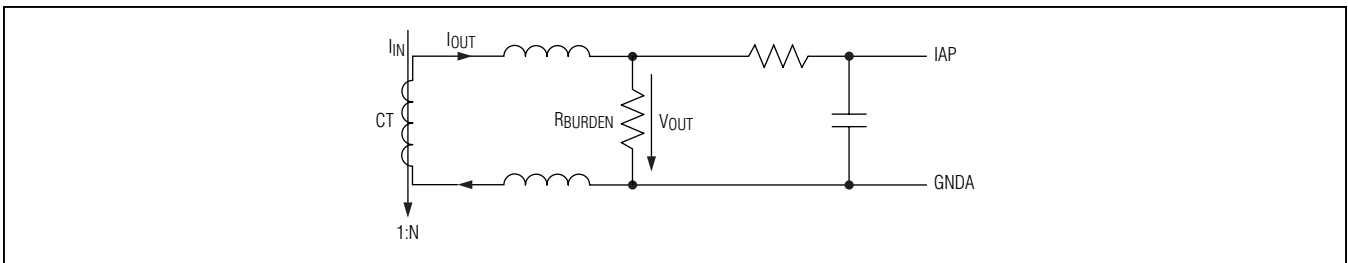 IIN
IOUT
IAP
CT
RBURDEN
VOUT
GNDA
1:N